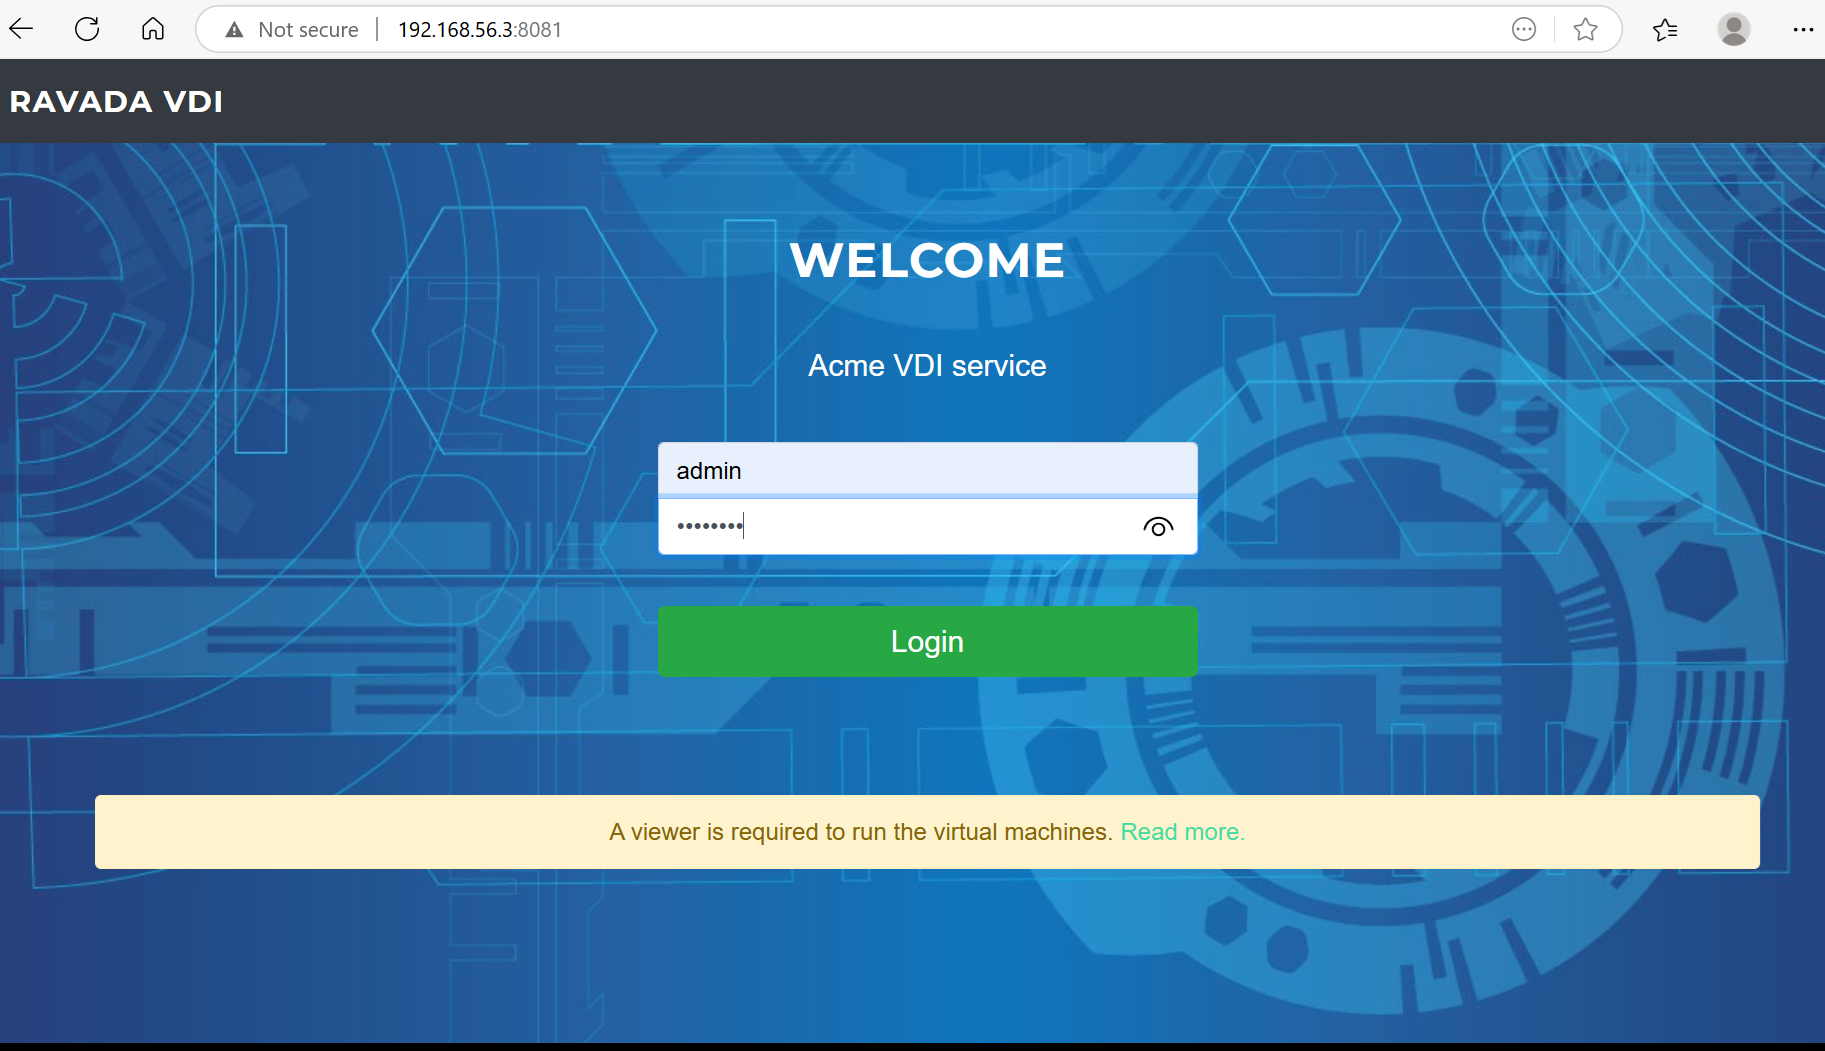 Not secure | 192.168.56.3:8081
RAVADA VDI
WELCOME
Acme VDI service
admin
••••••••
Login
A viewer is required to run the virtual machines. Read more.